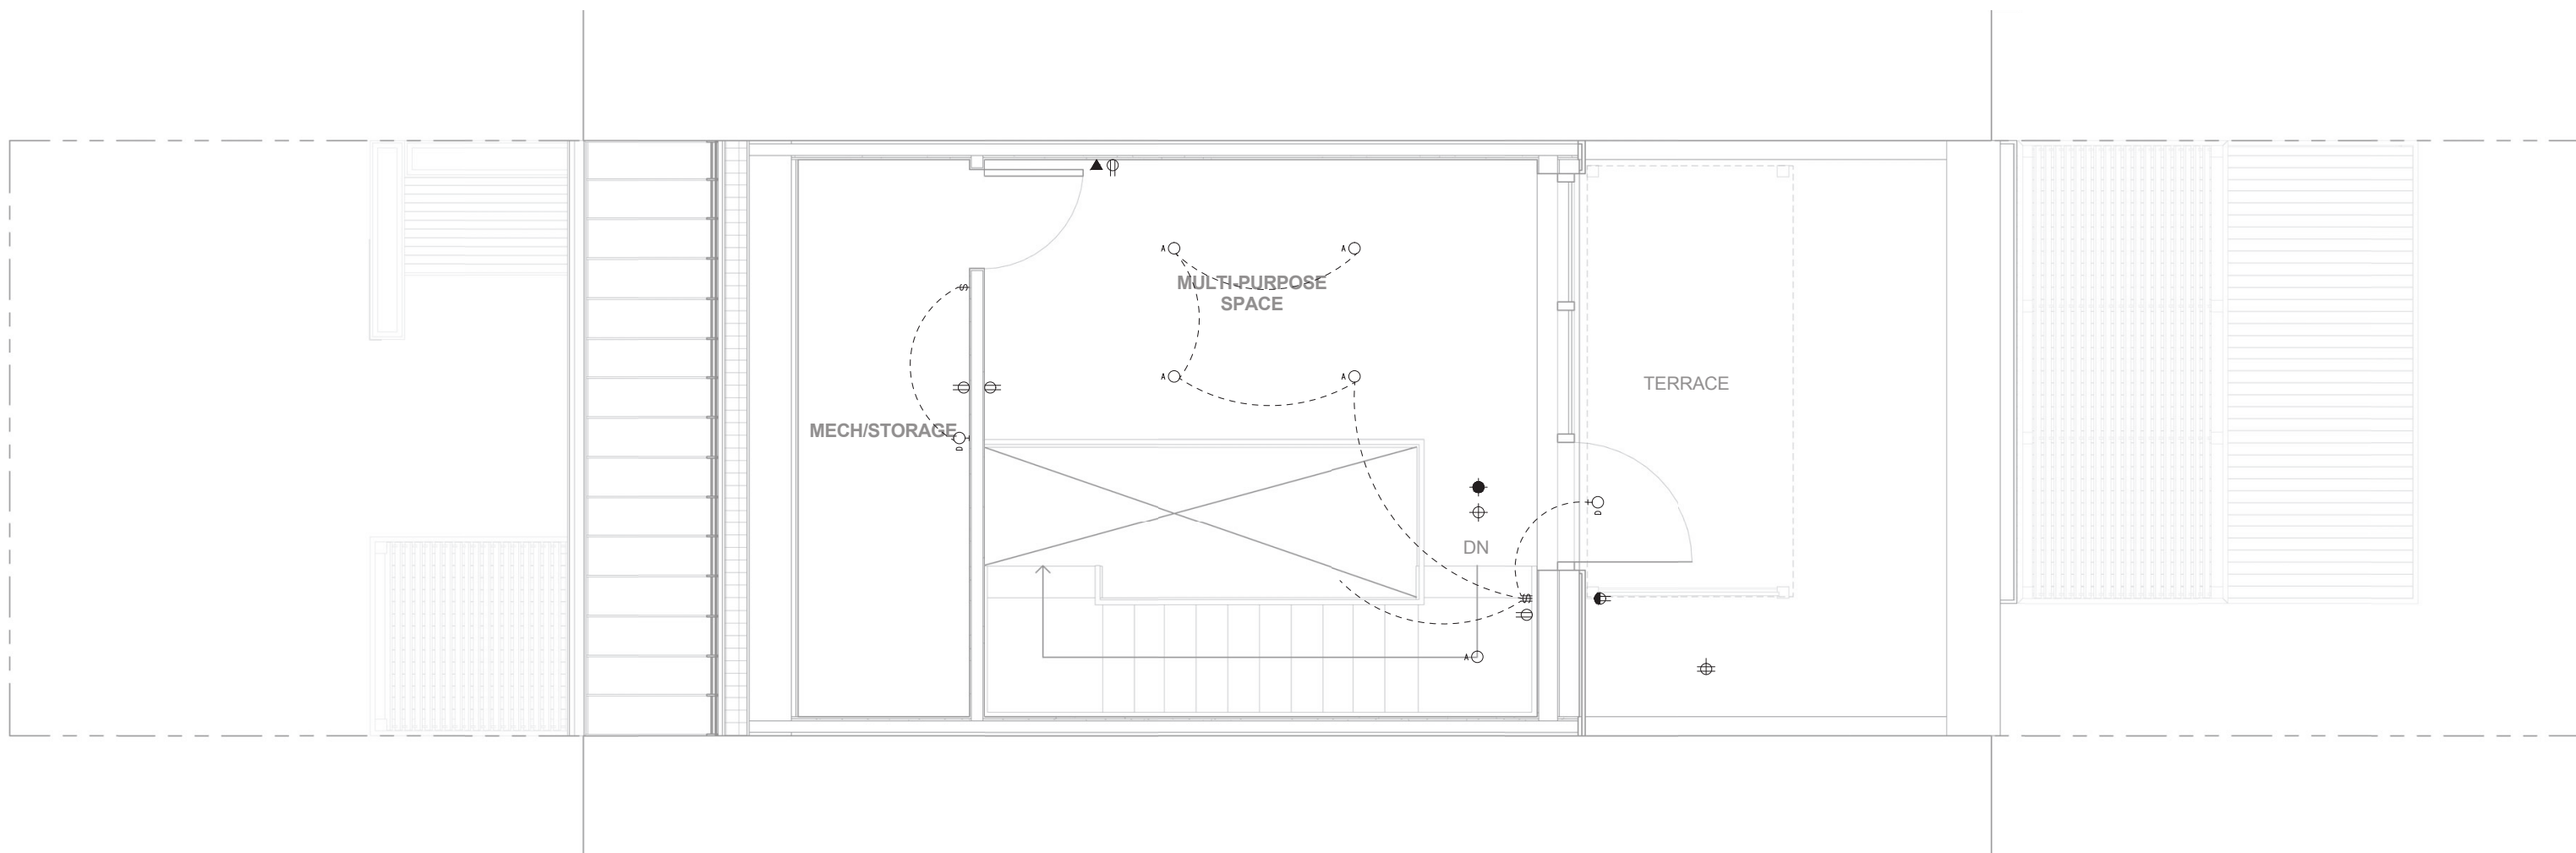 A
A
MULTI-PURPOSE
SPACE
S
A
A
TERRACE
MECH/STORAGE
D
D
DN
S
A